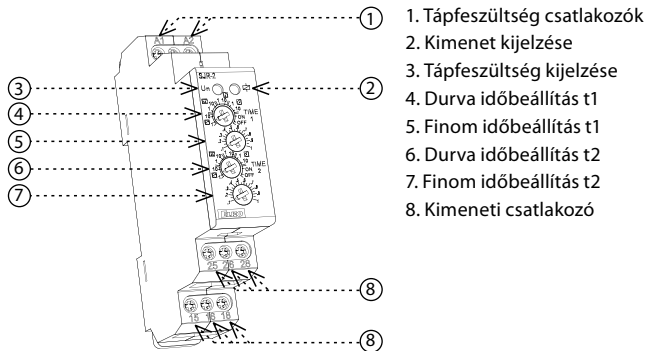 1. Tápfeszültség csatlakozók
2. Kimenet kijelzése
3. Tápfeszültség kijelzése
4. Durva időbeállítás t1
5. Finom időbeállítás t1
6. Durva időbeállítás t2
7. Finom időbeállítás t2
8. Kimeneti csatlakozó
1
A1 A2
SJR-2
Un
3
2
4
TIME
1
ON
OFF
5
6
TIME
2
ON
OFF
7
ELKO
25 26 28
8
15 16 18
8